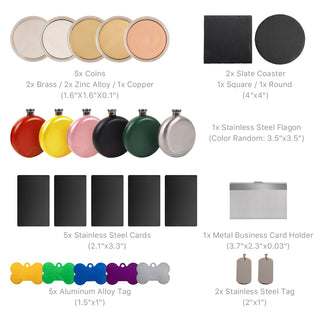 5x Coins
2x Brass / 2x Zinc Alloy / 1x Copper
(1.6"X1.6"X0.1")
2x Slate Coaster
1x Square / 1x Round
(4"x4")
1x Stainless Steel Flagon
(Color Random: 3.5"x3.5")
5x Stainless Steel Cards
(2.1"x3.3")
1x Metal Business Card Holder
(3.7"x2.3"x0.03")
5x Aluminum Alloy Tag
(1.5"x1")
2x Stainless Steel Tag
(2"x1")